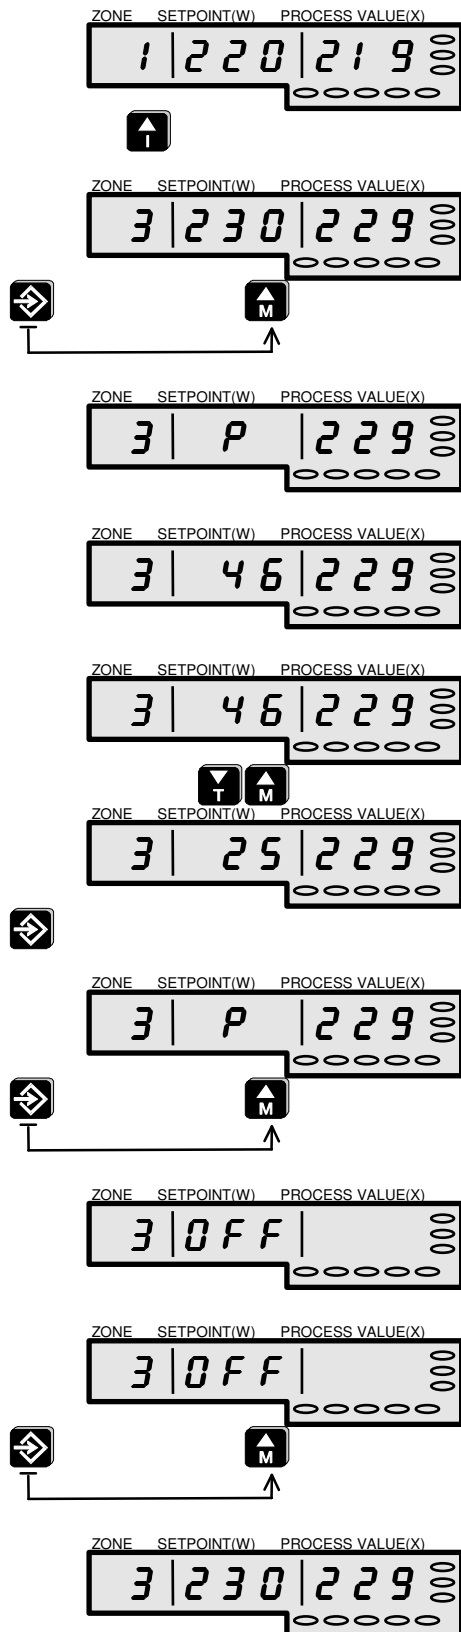 ZONE SETPOINT(W) PROCESS VALUE(X)
1 220 219
I
ZONE SETPOINT(W) PROCESS VALUE(X)
3 230 229
M
ZONE SETPOINT(W) PROCESS VALUE(X)
3 P 229
ZONE SETPOINT(W) PROCESS VALUE(X)
3 46 229
ZONE SETPOINT(W) PROCESS VALUE(X)
3 46 229
T M
ZONE SETPOINT(W) PROCESS VALUE(X)
3 25 229
ZONE SETPOINT(W) PROCESS VALUE(X)
3 P 229
M
ZONE SETPOINT(W) PROCESS VALUE(X)
3 OFF
ZONE SETPOINT(W) PROCESS VALUE(X)
3 OFF
M
ZONE SETPOINT(W) PROCESS VALUE(X)
3 230 229